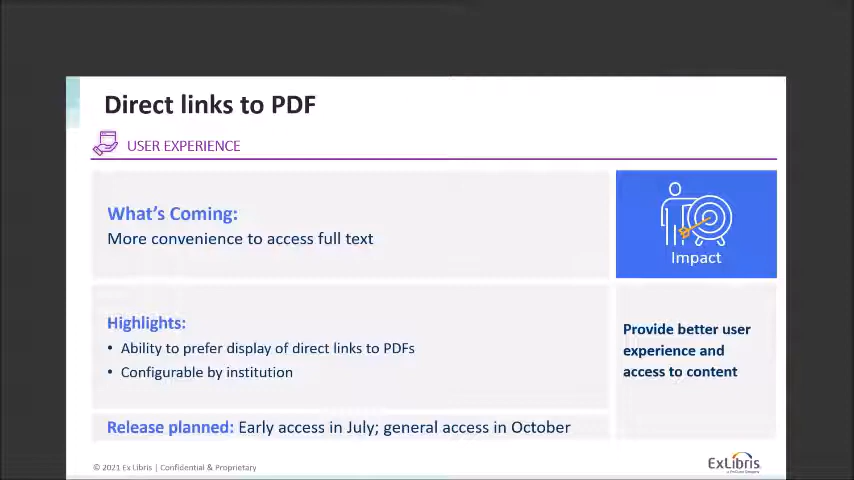 Direct links to PDF
USER EXPERIENCE
What's Coming:
More convenience to access full text
Impact
Highlights:
• Ability to prefer display of direct links to PDFs
• Configurable by institution
Provide better user
experience and
access to content
Release planned: Early access in July; general access in October
© 2021 Ex Libris | Confidential & Proprietary
ExLibris